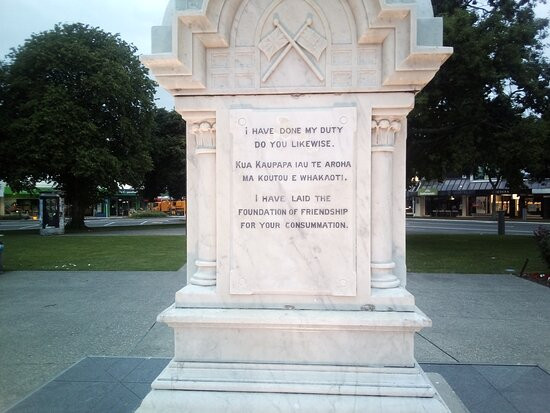 I HAVE DONE MY DUTY
DO YOU LIKEWISE.
KUA KAUPAPA IAU TE AROHA
MA KOUTOU E WHAKAOTI.
I HAVE LAID THE
FOUNDATION OF FRIENDSHIP
FOR YOUR CONSUMMATION.